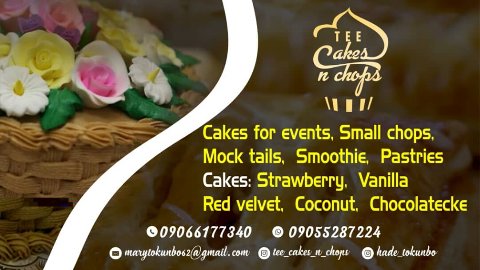 TEE
Cakes
n chops
Cakes for events, Small chops,
Mock tails, Smoothie, Pastries
Cakes: Strawberry, Vanilla
Red velvet, Coconut, Chocolatecke
09066177340 09055287224
marytokunbo62@gmail.com tee_cakes_n_chops hade_tokunbo